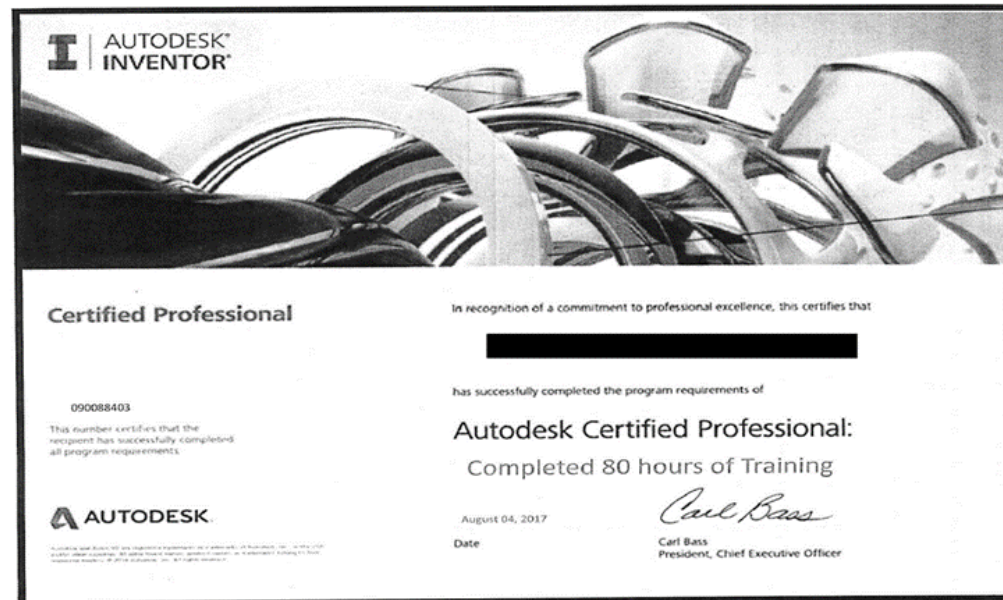 AUTODESK®
INVENTOR®
Certified Professional
090088403
This number certifies that the
recipient has successfully completed
all program requirements
AUTODESK.
In recognition of a commitment to professional excellence, this certifies that
has successfully completed the program requirements of
Autodesk Certified Professional:
Completed 80 hours of Training
August 04, 2017
Date
Carl Bass
Carl Bass
President, Chief Executive Officer